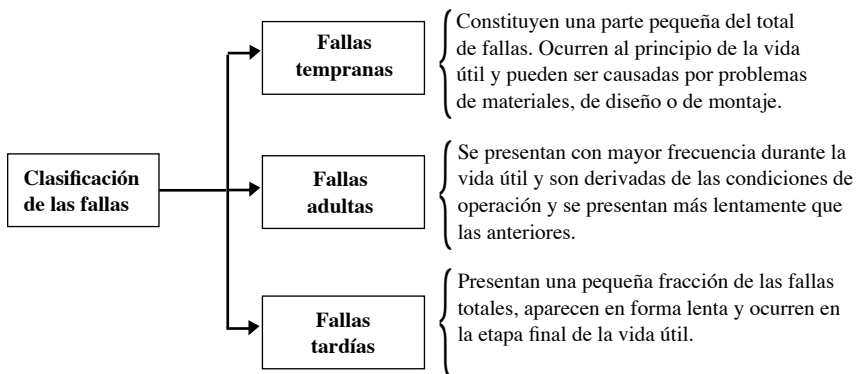 Fallas
tempranas
Constituyen una parte pequeña del total
de fallas. Ocurren al principio de la vida
útil y pueden ser causadas por problemas
de materiales, de diseño o de montaje.
Clasificación
de las fallas
Fallas
adultas
Se presentan con mayor frecuencia durante la
vida útil y son derivadas de las condiciones de
operación y se presentan más lentamente que
las anteriores.
Fallas
tardías
Presentan una pequeña fracción de las fallas
totales, aparecen en forma lenta y ocurren en
la etapa final de la vida útil.